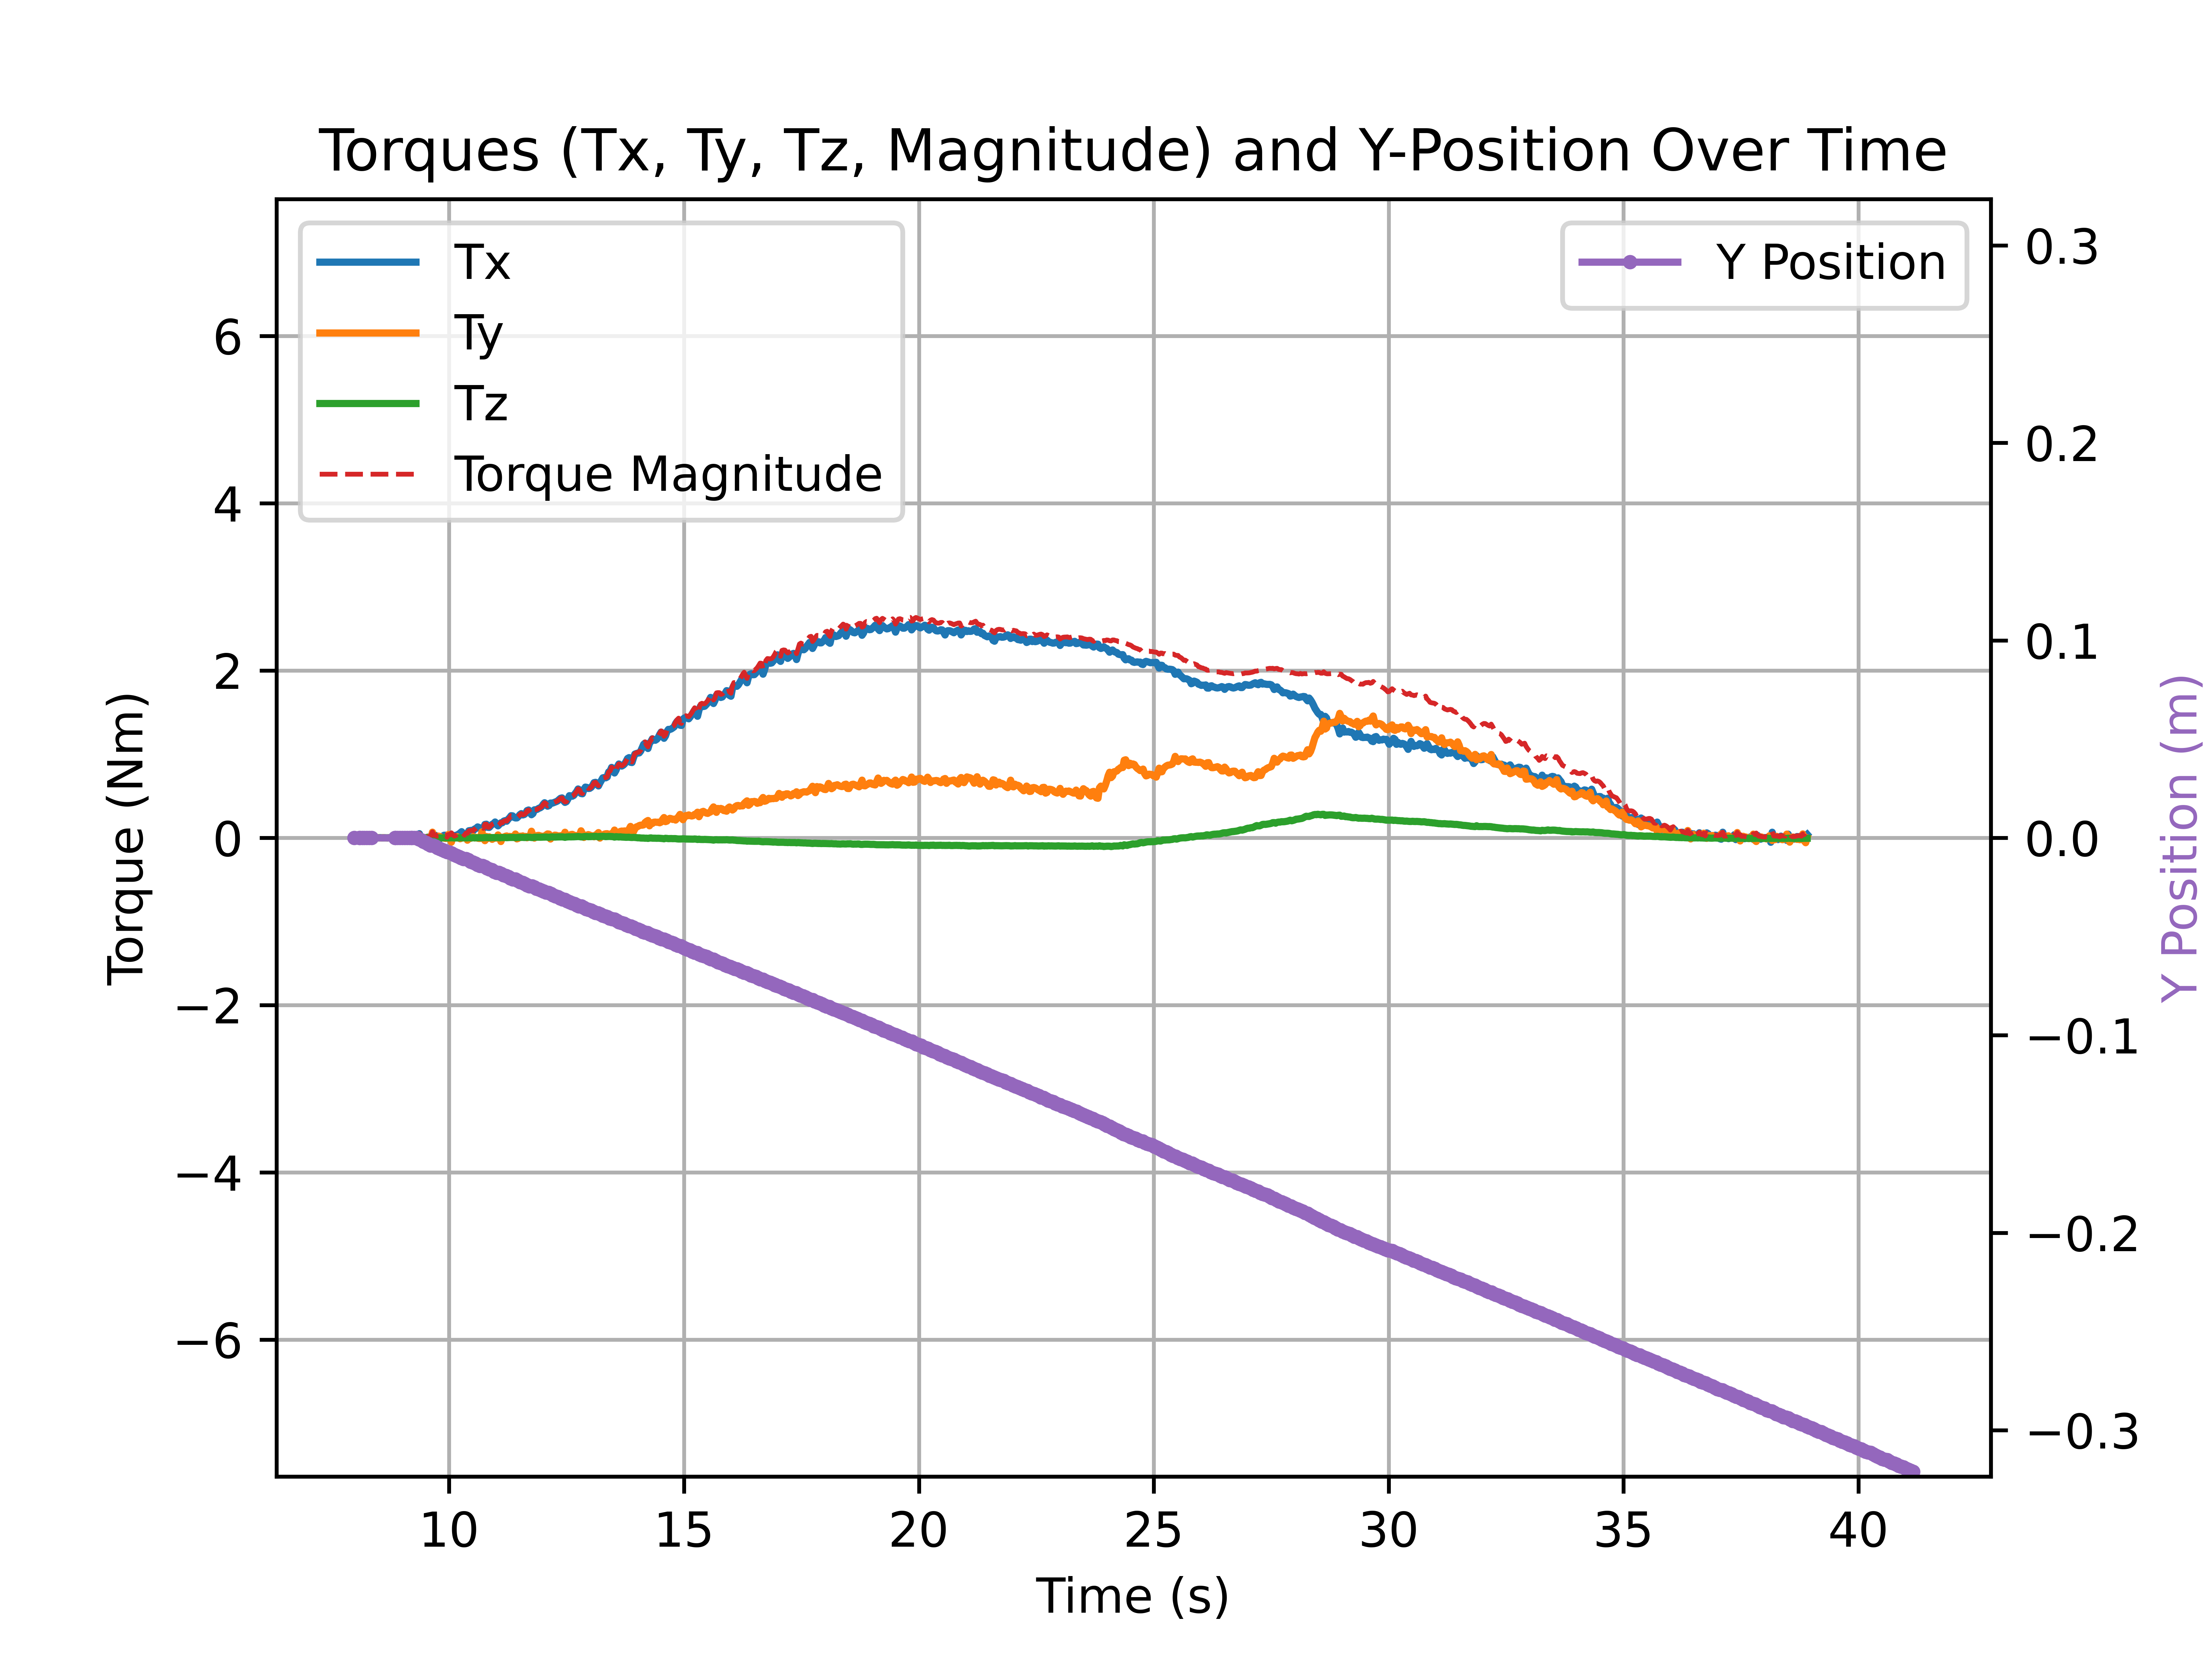 Torques (Tx, Ty, Tz, Magnitude) and Y-Position Over Time
Tx
Ty
Tz
Torque Magnitude
Y Position
6
4
2
0
−2
−4
−6
Torque (Nm)
0.3
0.2
0.1
0.0
−0.1
−0.2
−0.3
Y Position (m)
10 15 20 25 30 35 40
Time (s)